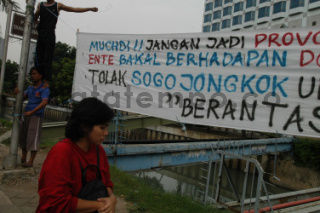 MUCHDI!! JANGAN JADI PROVO
ENTE BAKAL BERHADAPAN
TOLAK SOGO JONGKOK
"BERANTAS